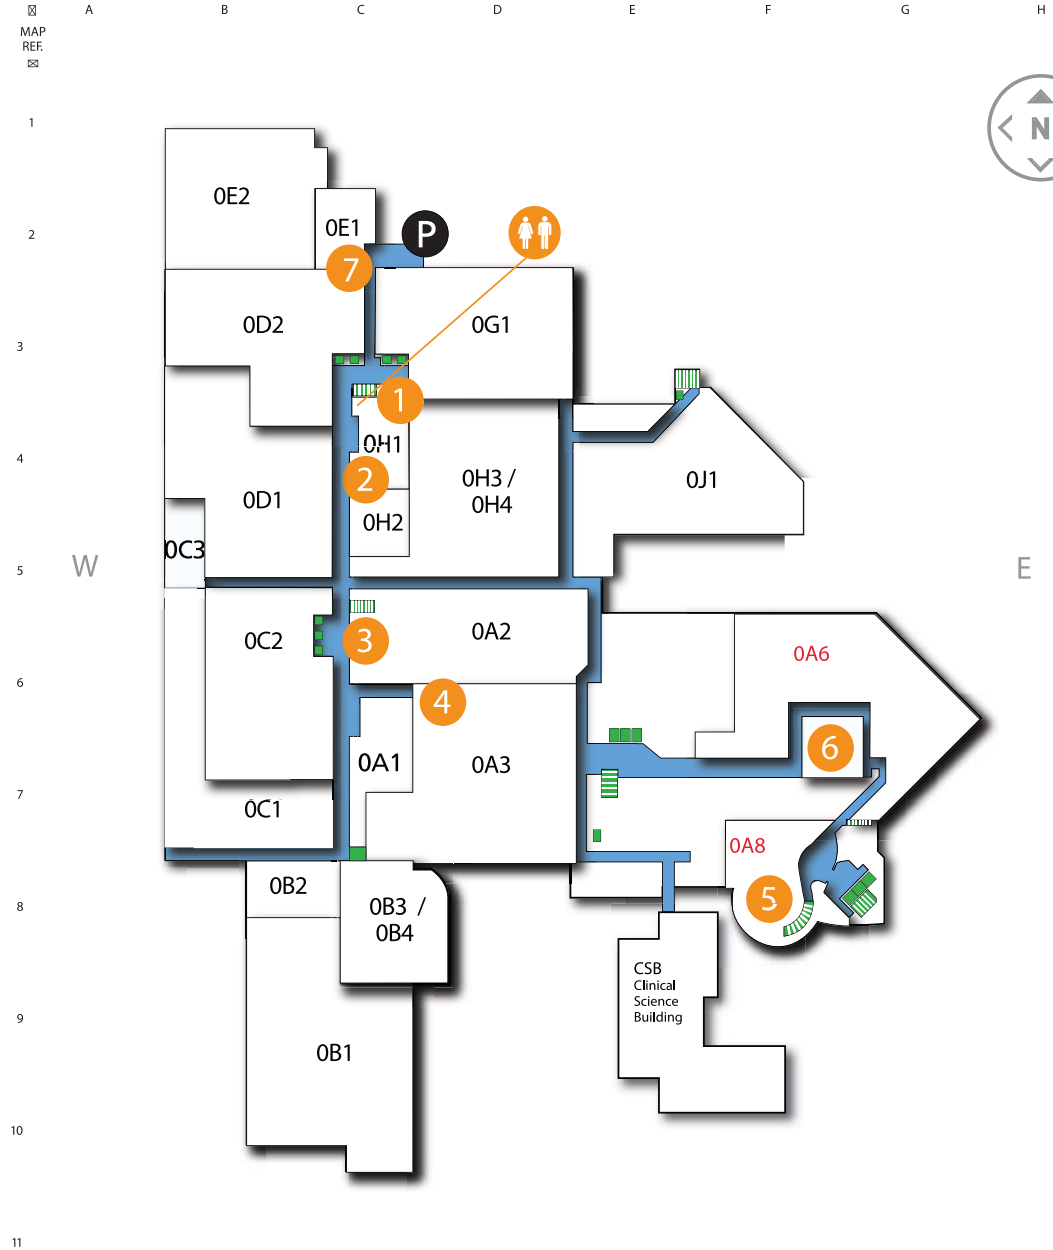 A B C D E F G H
MAP
REF.
1
N
0E2
2
0E1
P
7
0D2
0G1
3
1
0H1
4
2
0H3 /
0H4
0J1
0D1
0H2
0C3
W
5
E
0C2
3
0A2
0A6
6
4
6
0A1
0A3
7
0C1
0A8
0B2
5
8
0B3 /
0B4
CSB
Clinical
Science
Building
9
0B1
10
11